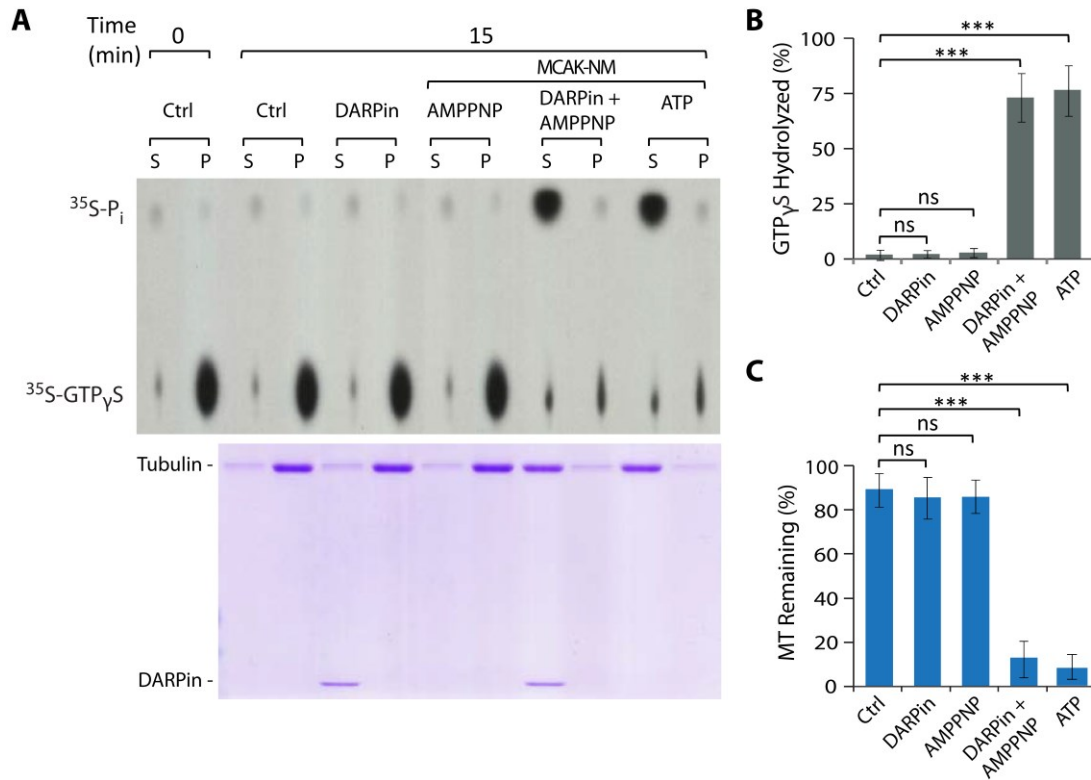 A
Time
(min)
0
15
MCAK-NM
Ctrl
Ctrl
DARPin
AMPPNP
DARPin +
AMPPNP
ATP
S P S P S P S P S P S P
35S-Pi
35S-GTPγS
Tubulin -
DARPin -
B
GTPγS Hydrolyzed (%)
100
75
50
25
0
***
***
ns
ns
Ctrl
DARPin
AMPPNP
DARPin +
AMPPNP
ATP
C
MT Remaining (%)
100
80
60
40
20
0
***
***
ns
ns
Ctrl
DARPin
AMPPNP
DARPin +
AMPPNP
ATP